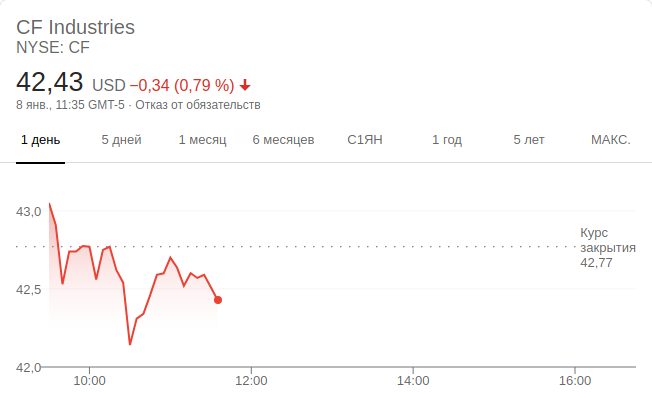 CF Industries
NYSE: CF
42,43 USD −0,34 (0,79 %)
8 янв., 11:35 GMT-5 · Отказ от обязательств
1 день 5 дней 1 месяц 6 месяцев С1ЯН 1 год 5 лет МАКС.
43,0
Курс
закрытия
42,77
42,5
42,0
10:00 12:00 14:00 16:00